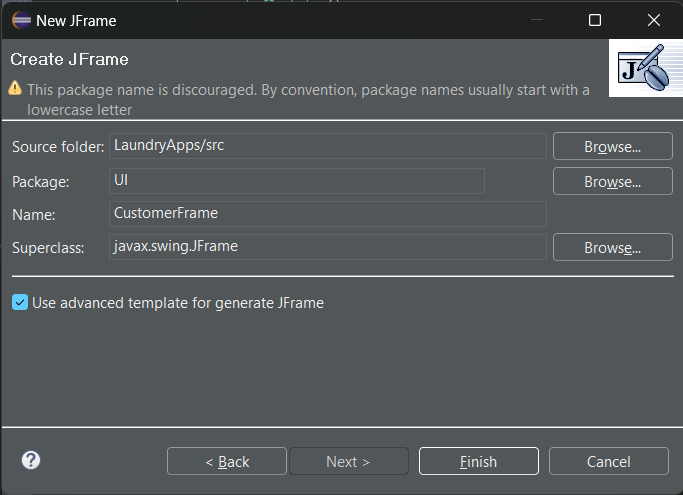 New JFrame
Create JFrame
This package name is discouraged. By convention, package names usually start with a
lowercase letter
Source folder: LaundryApps/src Browse...
Package: UI Browse...
Name: CustomerFrame
Superclass: javax.swing.JFrame Browse...
Use advanced template for generate JFrame
? < Back Next > Finish Cancel